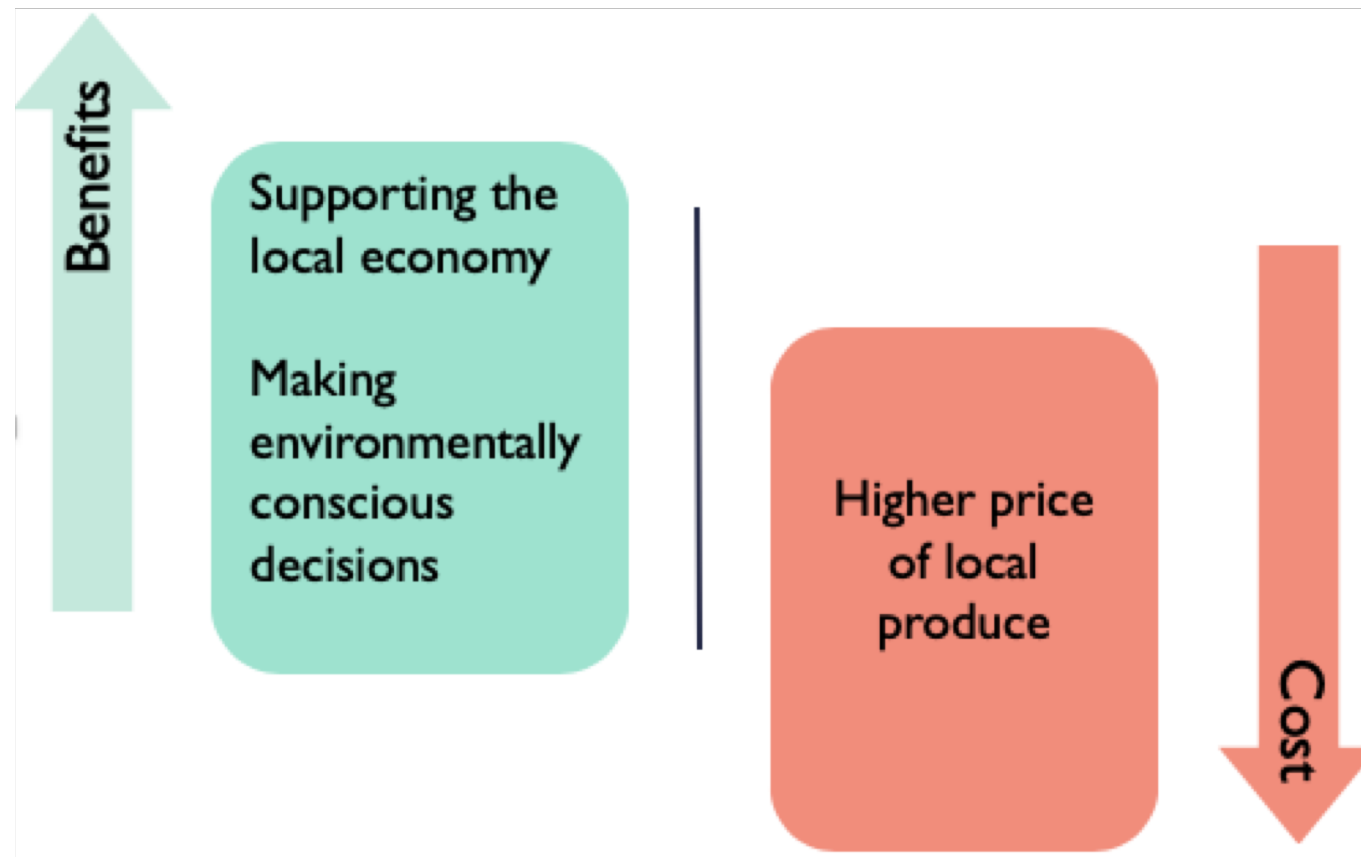 Benefits
Supporting the
local economy
Making
environmentally
conscious
decisions
Higher price
of local
produce
Cost